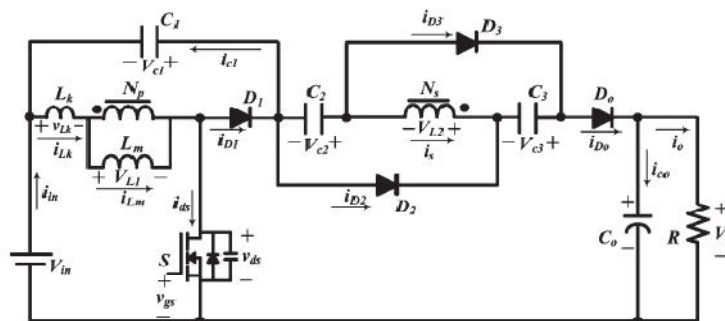 C1
− Vc1 +
ic1
iD3
D3
Lk
Np
D1
C2
Ns
C3
Do
+ vLk −
iLk
Lm
iD1
− Vc2 +
− VL2 +
is
− Vc3 +
iDo
io
+ VL1 −
iLm
iin
ids
iD2
D2
ico
Vin
S
+
vds
−
+
vgs
−
+
Co
−
R
+
V
−